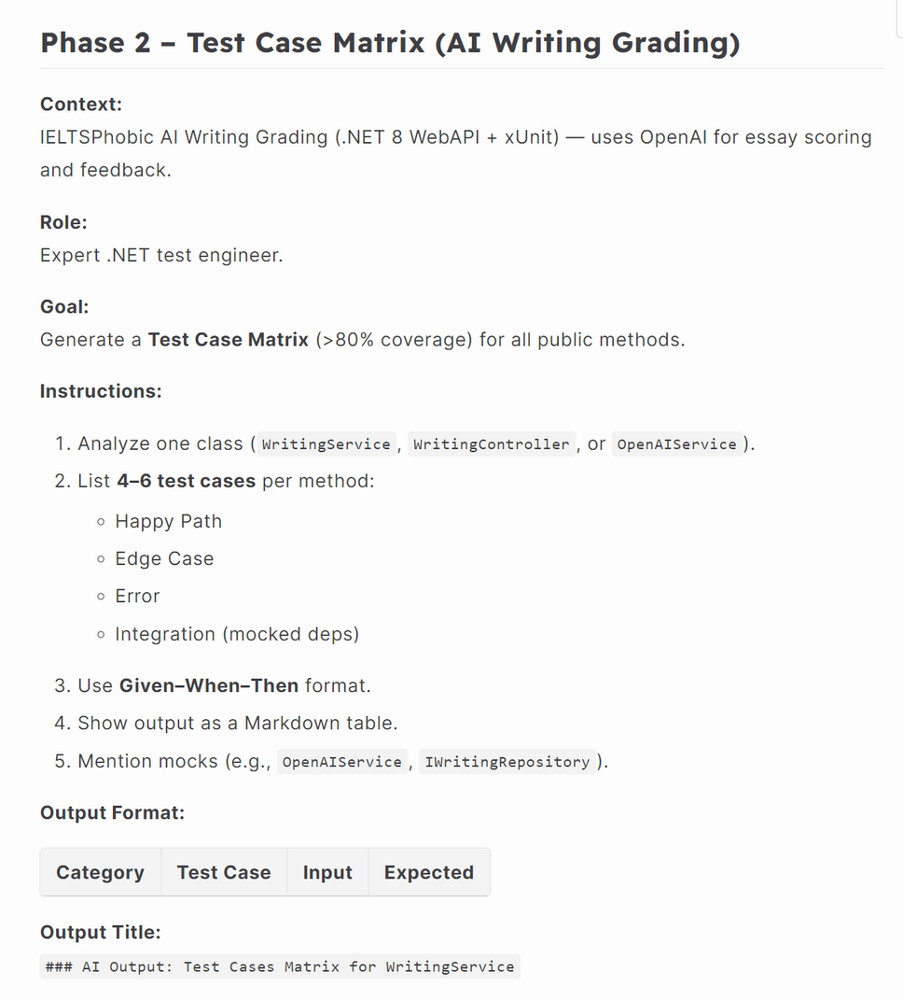 Phase 2 – Test Case Matrix (AI Writing Grading)
Context:
IELTSPhobic AI Writing Grading (.NET 8 WebAPI + xUnit) — uses OpenAI for essay scoring
and feedback.
Role:
Expert .NET test engineer.
Goal:
Generate a Test Case Matrix (>80% coverage) for all public methods.
Instructions:
1. Analyze one class ( WritingService , WritingController , or OpenAIService ).
2. List 4–6 test cases per method:
◦ Happy Path
◦ Edge Case
◦ Error
◦ Integration (mocked deps)
3. Use Given–When–Then format.
4. Show output as a Markdown table.
5. Mention mocks (e.g., OpenAIService , IWritingRepository ).
Output Format:
Category Test Case Input Expected
Output Title:
### AI Output: Test Cases Matrix for WritingService